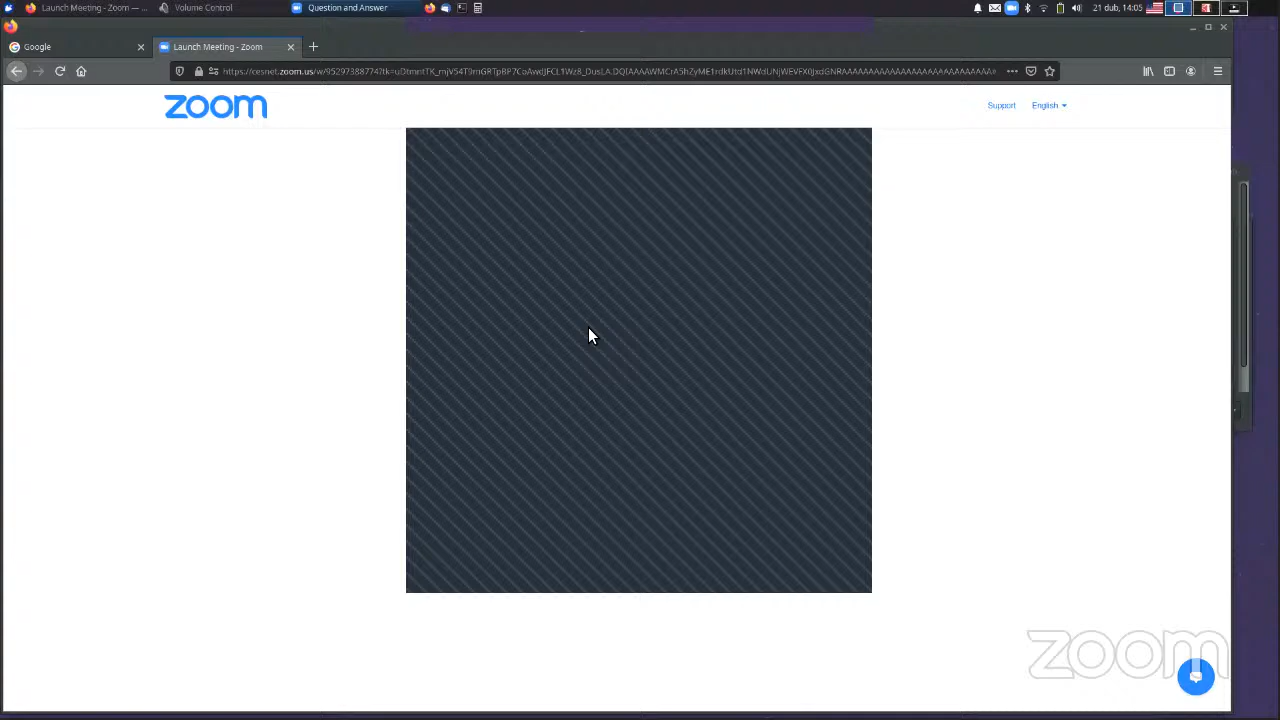 Launch Meeting - Zoom — ...
Volume Control
Question and Answer
21 dub, 14:05
Google
Launch Meeting - Zoom
zoom
Support
English
zoom